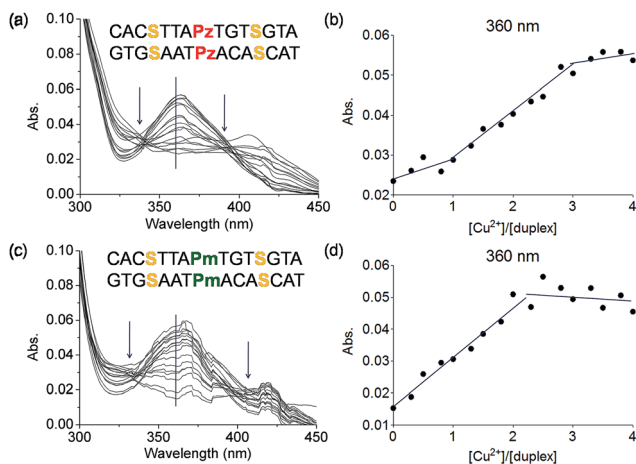 (a)
CACSTTAPzTGTSGTA
GTGSAATPzACASCAT
Abs.
0.10
0.08
0.06
0.04
0.02
0.00
300 350 400 450
Wavelength (nm)
(b)
360 nm
Abs.
0.06
0.05
0.04
0.03
0.02
0 1 2 3 4
[Cu2+]/[duplex]
(c)
CACSTTAPmTGTSGTA
GTGSAATPmACASCAT
Abs.
0.10
0.08
0.06
0.04
0.02
0.00
300 350 400 450
Wavelength (nm)
(d)
360 nm
Abs.
0.06
0.05
0.04
0.03
0.02
0.01
0 1 2 3 4
[Cu2+]/[duplex]